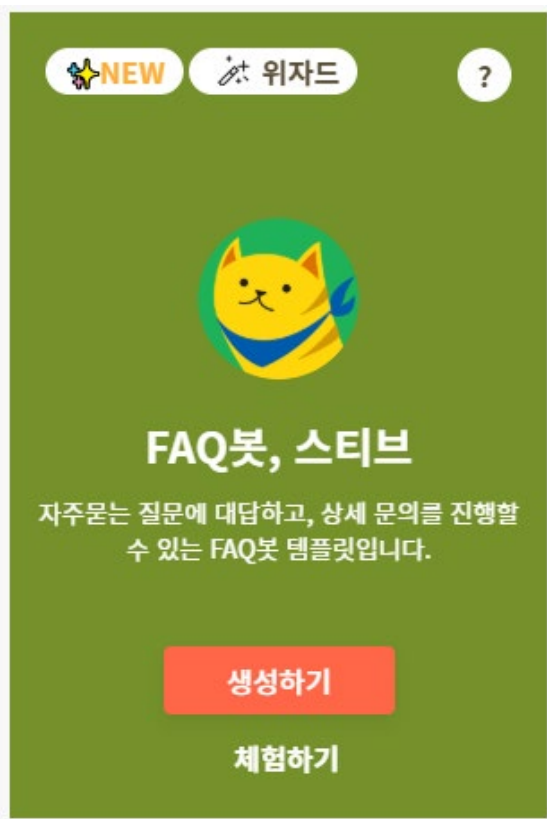 NEW
위자드
?
FAQ봇, 스티브
자주묻는 질문에 대답하고, 상세 문의를 진행할
수 있는 FAQ봇 템플릿입니다.
생성하기
체험하기